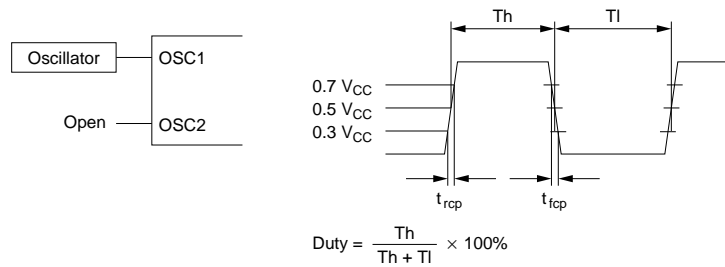 Oscillator
OSC1
Open
OSC2
Th
Tl
0.7 VCC
0.5 VCC
0.3 VCC
trcp
tfcp
Duty = Th / Th + Tl × 100%